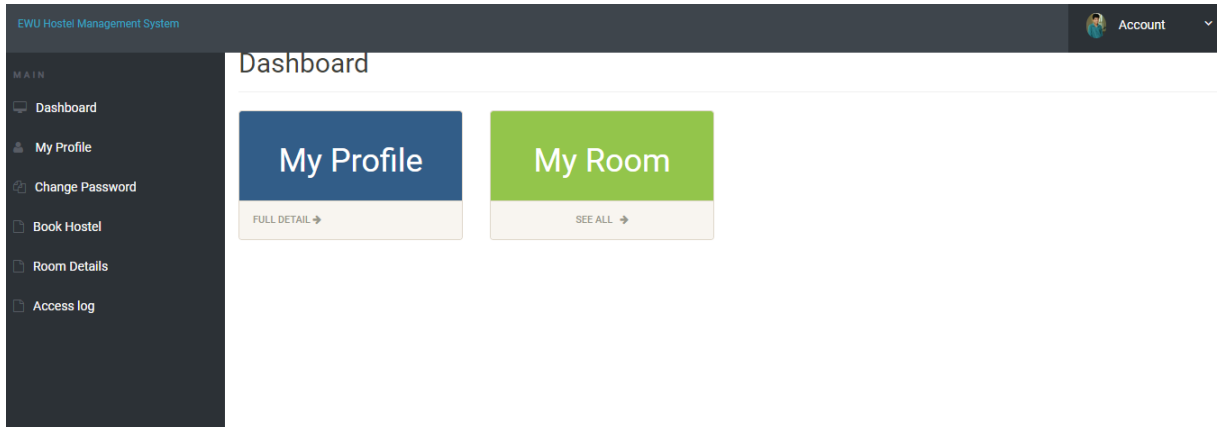 EWU Hostel Management System
Account
MAIN
Dashboard
My Profile
Change Password
Book Hostel
Room Details
Access log
Dashboard
My Profile
FULL DETAIL
My Room
SEE ALL